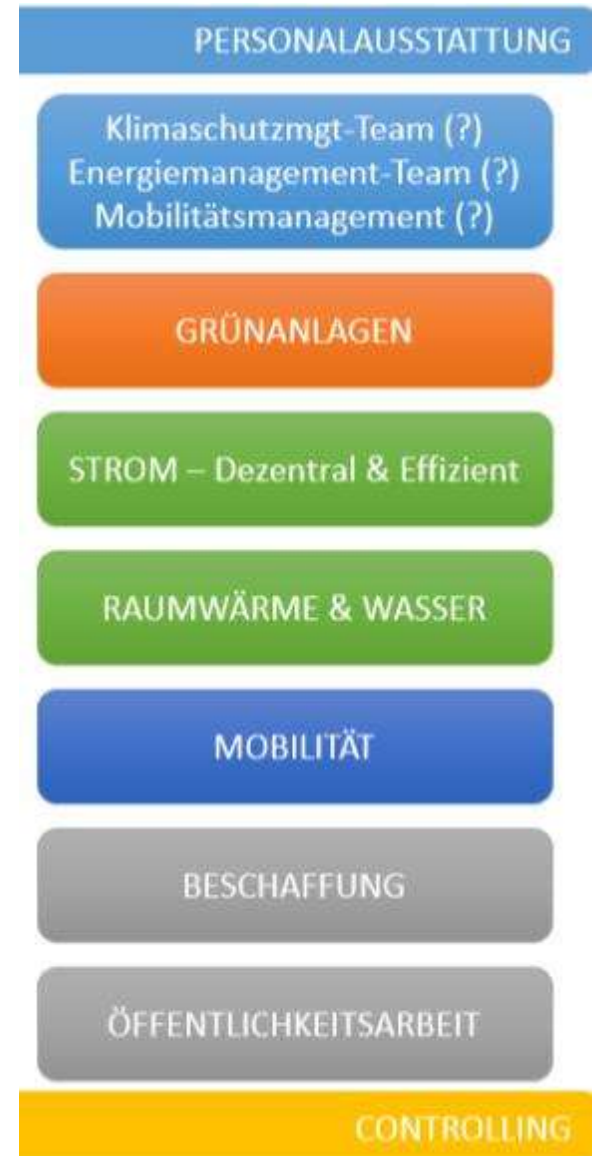 PERSONALAUSSTATTUNG
Klimaschutzmgt-Team (?)
Energiemanagement-Team (?)
Mobilitätsmanagement (?)
GRÜNANLAGEN
STROM – Dezentral & Effizient
RAUMWÄRME & WASSER
MOBILITÄT
BESCHAFFUNG
ÖFFENTLICHKEITSARBEIT
CONTROLLING